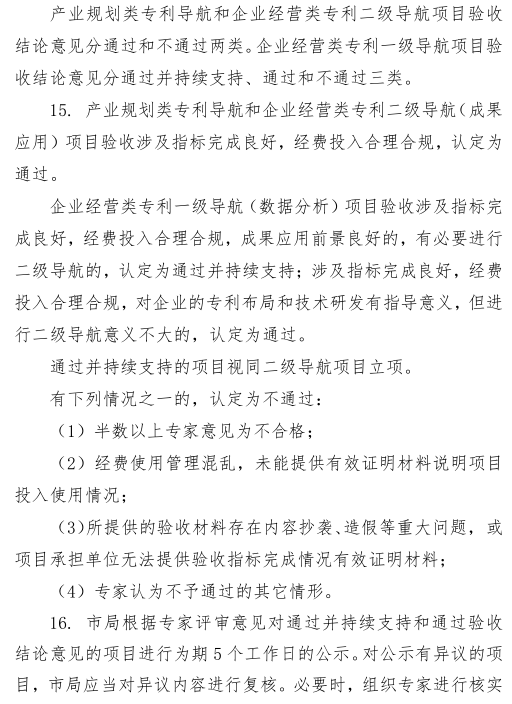 产业规划类专利导航和企业经营类专利二级导航项目验收
结论意见分通过和不通过两类。企业经营类专利一级导航项目验
收结论意见分通过并持续支持、通过和不通过三类。
15. 产业规划类专利导航和企业经营类专利二级导航（成果
应用）项目验收涉及指标完成良好，经费投入合理合规，认定为
通过。
企业经营类专利一级导航（数据分析）项目验收涉及指标完
成良好，经费投入合理合规，成果应用前景良好的，有必要进行
二级导航的，认定为通过并持续支持；涉及指标完成良好，经费
投入合理合规，对企业的专利布局和技术研发有指导意义，但进
行二级导航意义不大的，认定为通过。
通过并持续支持的项目视同二级导航项目立项。
有下列情况之一的，认定为不通过：
（1）半数以上专家意见为不合格；
（2）经费使用管理混乱，未能提供有效证明材料说明项目
投入使用情况；
（3）所提供的验收材料存在内容抄袭、造假等重大问题，或
项目承担单位无法提供验收指标完成情况有效证明材料；
（4）专家认为不予通过的其它情形。
16. 市局根据专家评审意见对通过并持续支持和通过验收
结论意见的项目进行为期 5 个工作日的公示。对公示有异议的项
目，市局应当对异议内容进行复核。必要时，组织专家进行核实